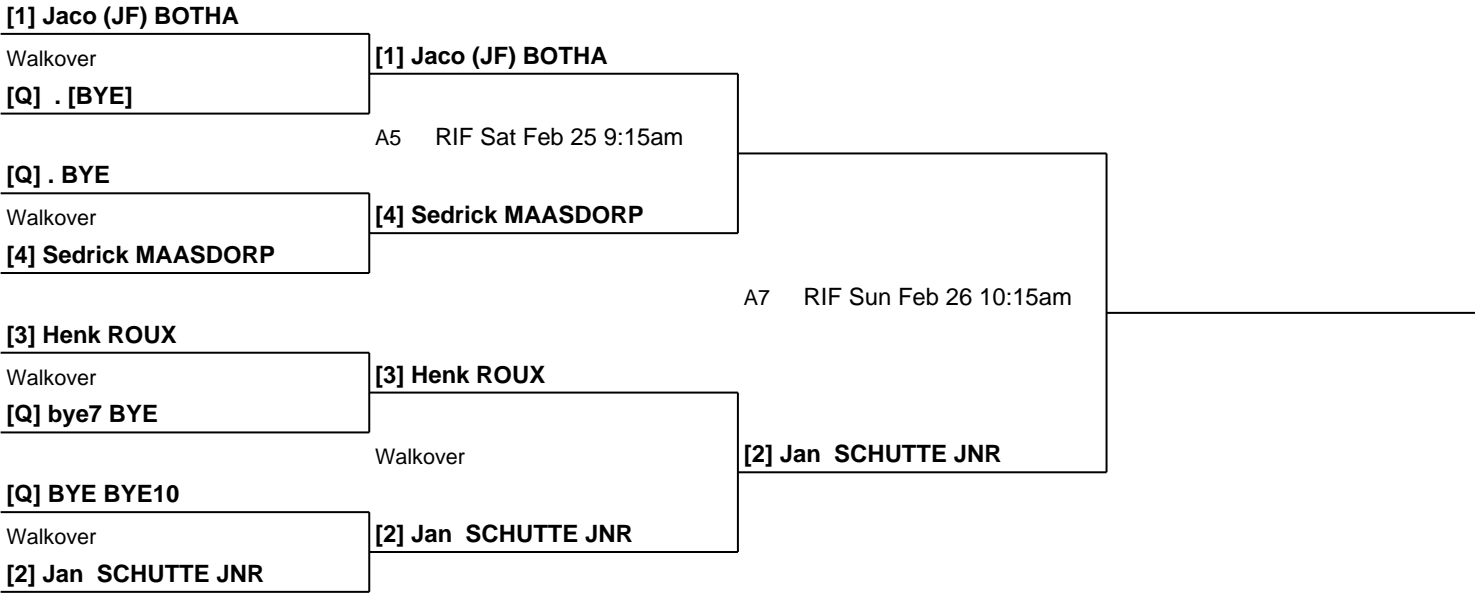 [1] Jaco (JF) BOTHA
Walkover
[1] Jaco (JF) BOTHA
[Q] . [BYE]
A5 RIF Sat Feb 25 9:15am
[Q] . BYE
Walkover
[4] Sedrick MAASDORP
[4] Sedrick MAASDORP
A7 RIF Sun Feb 26 10:15am
[3] Henk ROUX
Walkover
[3] Henk ROUX
[Q] bye7 BYE
Walkover
[2] Jan SCHUTTE JNR
[Q] BYE BYE10
Walkover
[2] Jan SCHUTTE JNR
[2] Jan SCHUTTE JNR